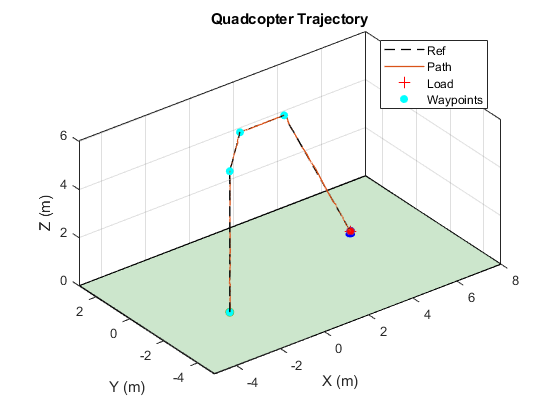 Quadcopter Trajectory
Ref
Path
Load
Waypoints
6
4
2
0
Z (m)
2
0
-2
-4
Y (m)
-4
-2
0
2
4
6
8
X (m)